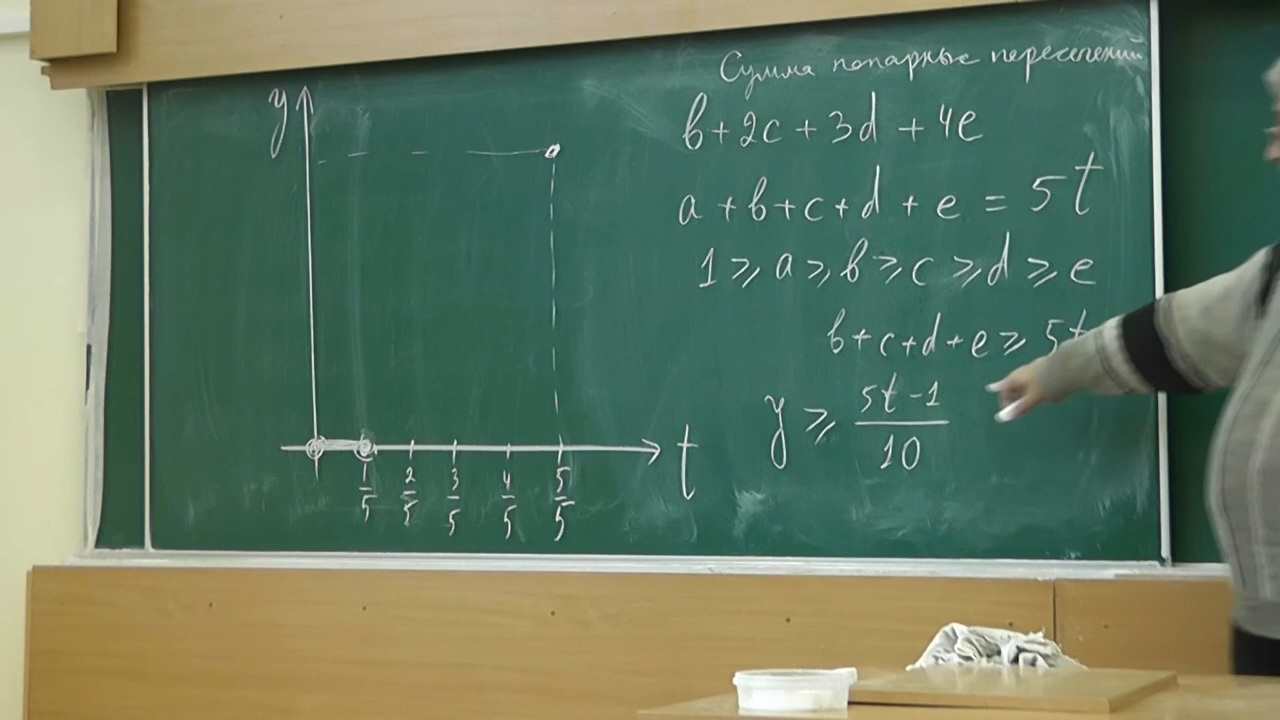 Сумма попарных пересечений
y
b+2c+3d+4e
a+b+c+d+e=5t
1⩾a⩾b⩾c⩾d⩾e
b+c+d+e⩾5t
y ⩾ (5t-1)/10
t
1/5 2/5 3/5 4/5 5/5